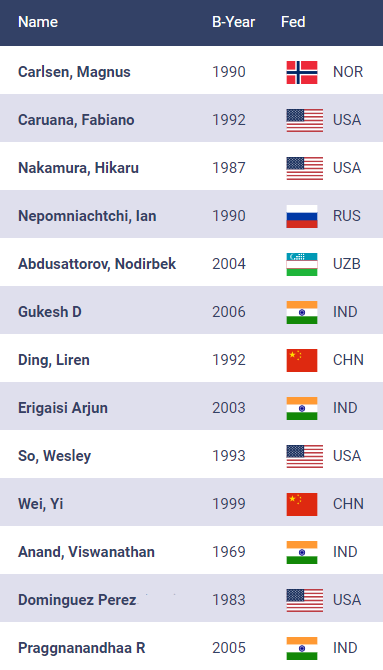 Name B-Year Fed
Carlsen, Magnus 1990 NOR
Caruana, Fabiano 1992 USA
Nakamura, Hikaru 1987 USA
Nepomniachtchi, Ian 1990 RUS
Abdusattorov, Nodirbek 2004 UZB
Gukesh D 2006 IND
Ding, Liren 1992 CHN
Erigaisi Arjun 2003 IND
So, Wesley 1993 USA
Wei, Yi 1999 CHN
Anand, Viswanathan 1969 IND
Dominguez Perez 1983 USA
Praggnanandhaa R 2005 IND